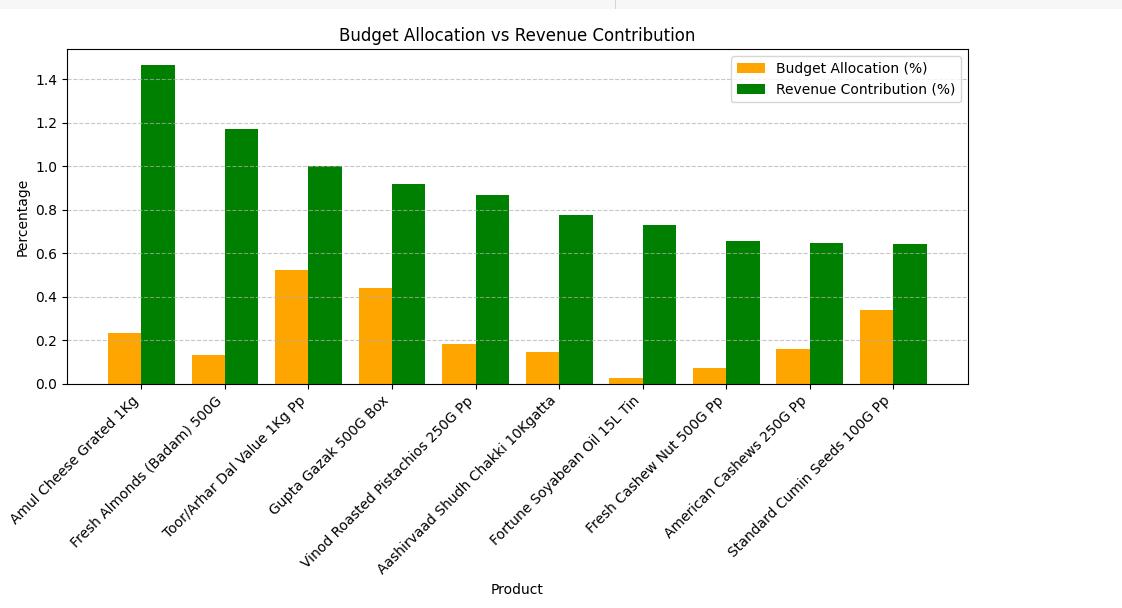 Budget Allocation vs Revenue Contribution
Budget Allocation (%)
Revenue Contribution (%)
Percentage
1.4
1.2
1.0
0.8
0.6
0.4
0.2
0.0
Amul Cheese Grated 1Kg
Fresh Almonds (Badam) 500G
Toor/Arhar Dal Value 1Kg Pp
Gupta Gazak 500G Box
Vinod Roasted Pistachios 250G Pp
Aashirvaad Shudh Chakki 10Kgatta
Fortune Soyabean Oil 15L Tin
Fresh Cashew Nut 500G Pp
American Cashews 250G Pp
Standard Cumin Seeds 100G Pp
Product